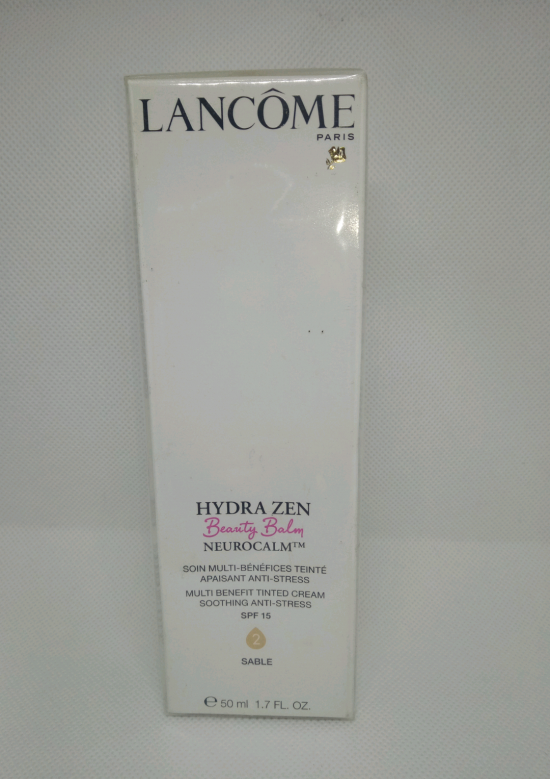 LANCÔME
PARIS
HYDRA ZEN
Beauty Balm
NEUROCALM™
SOIN MULTI-BÉNÉFICES TEINTÉ
APAISANT ANTI-STRESS
MULTI BENEFIT TINTED CREAM
SOOTHING ANTI-STRESS
SPF 15
2
SABLE
℮ 50 ml 1.7 FL. OZ.